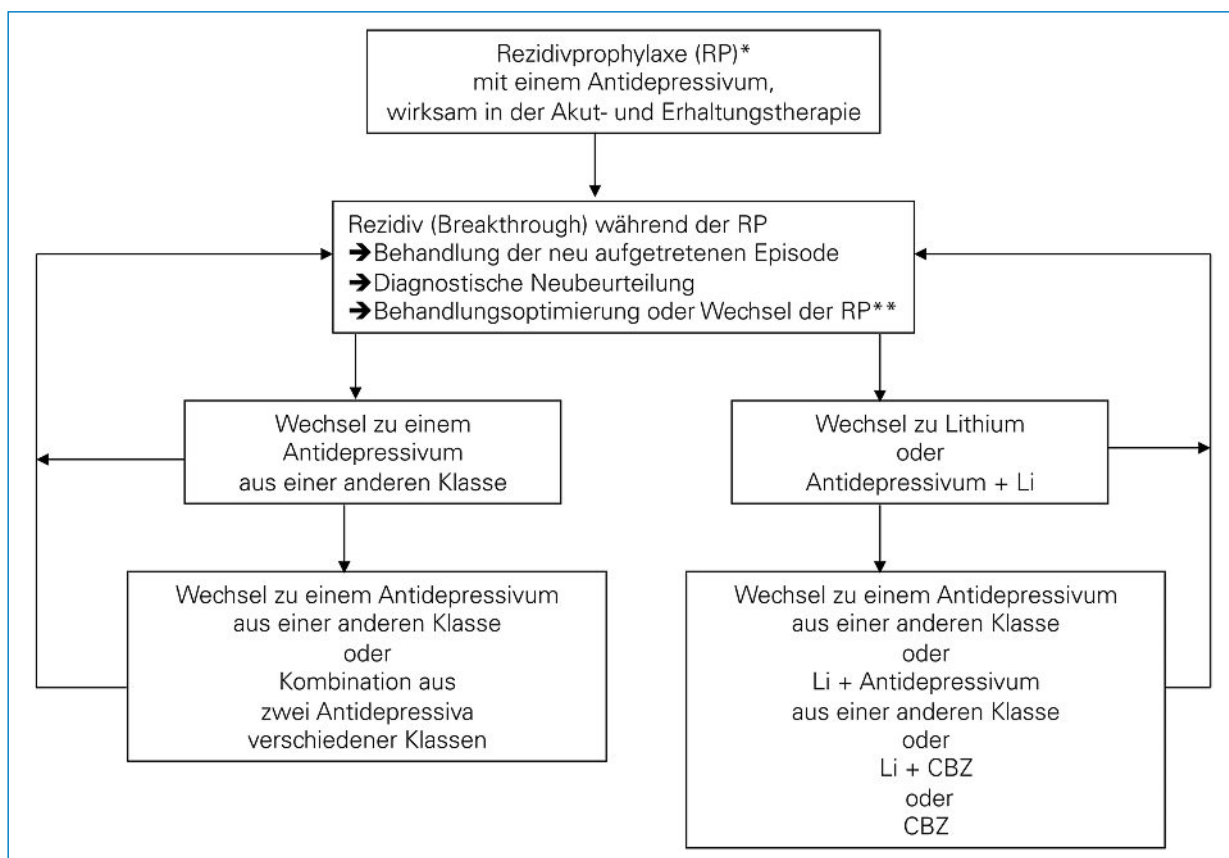 Rezidivprophylaxe (RP)*
mit einem Antidepressivum,
wirksam in der Akut- und Erhaltungstherapie
Rezidiv (Breakthrough) während der RP
➔Behandlung der neu aufgetretenen Episode
➔Diagnostische Neubeurteilung
➔Behandlungsoptimierung oder Wechsel der RP**
Wechsel zu einem
Antidepressivum
aus einer anderen Klasse
Wechsel zu Lithium
oder
Antidepressivum + Li
Wechsel zu einem Antidepressivum
aus einer anderen Klasse
oder
Kombination aus
zwei Antidepressiva
verschiedener Klassen
Wechsel zu einem Antidepressivum
aus einer anderen Klasse
oder
Li + Antidepressivum
aus einer anderen Klasse
oder
Li + CBZ
oder
CBZ